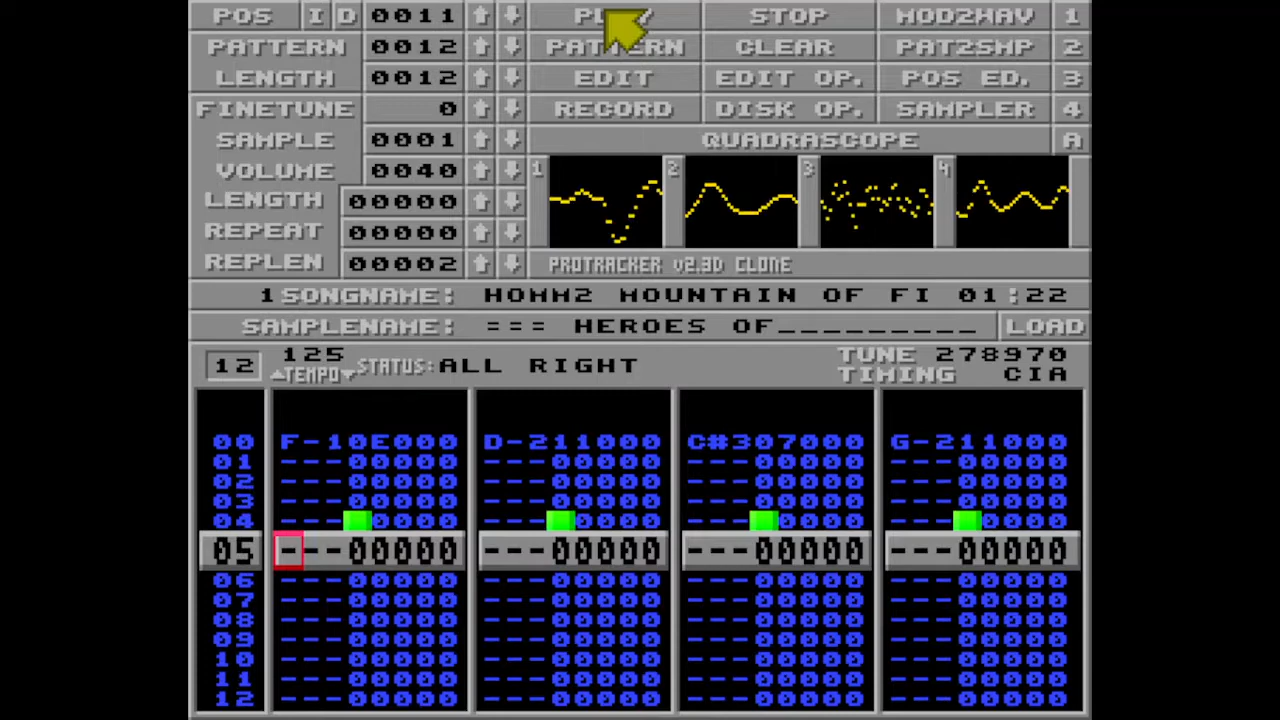 POS I D 0011 PL Y STOP MOD2WAV 1
PATTERN 0012 PATTERN CLEAR PAT2SMP 2
LENGTH 0012 EDIT EDIT OP. POS ED. 3
FINETUNE 0 RECORD DISK OP. SAMPLER 4
SAMPLE 0001 QUADRASCOPE A
VOLUME 0040 1 2 3 4
LENGTH 00000
REPEAT 00000
REPLEN 00002 PROTRACKER V2.3D CLONE
1 SONGNAME: HOMM2 MOUNTAIN OF FI 01:22
SAMPLENAME: === HEROES OF_________ LOAD
12 125 TEMPO STATUS: ALL RIGHT TUNE 278970
TIMING CIA
00 F-10E000 D-211000 C#307000 G-211000
01 ---00000 ---00000 ---00000 ---00000
02 ---00000 ---00000 ---00000 ---00000
03 ---00000 ---00000 ---00000 ---00000
04 ---0000 ---0000 ---0000 ---0000
05 ---00000 ---00000 ---00000 ---00000
06 ---00000 ---00000 ---00000 ---00000
07 ---00000 ---00000 ---00000 ---00000
08 ---00000 ---00000 ---00000 ---00000
09 ---00000 ---00000 ---00000 ---00000
10 ---00000 ---00000 ---00000 ---00000
11 ---00000 ---00000 ---00000 ---00000
12 ---00000 ---00000 ---00000 ---00000